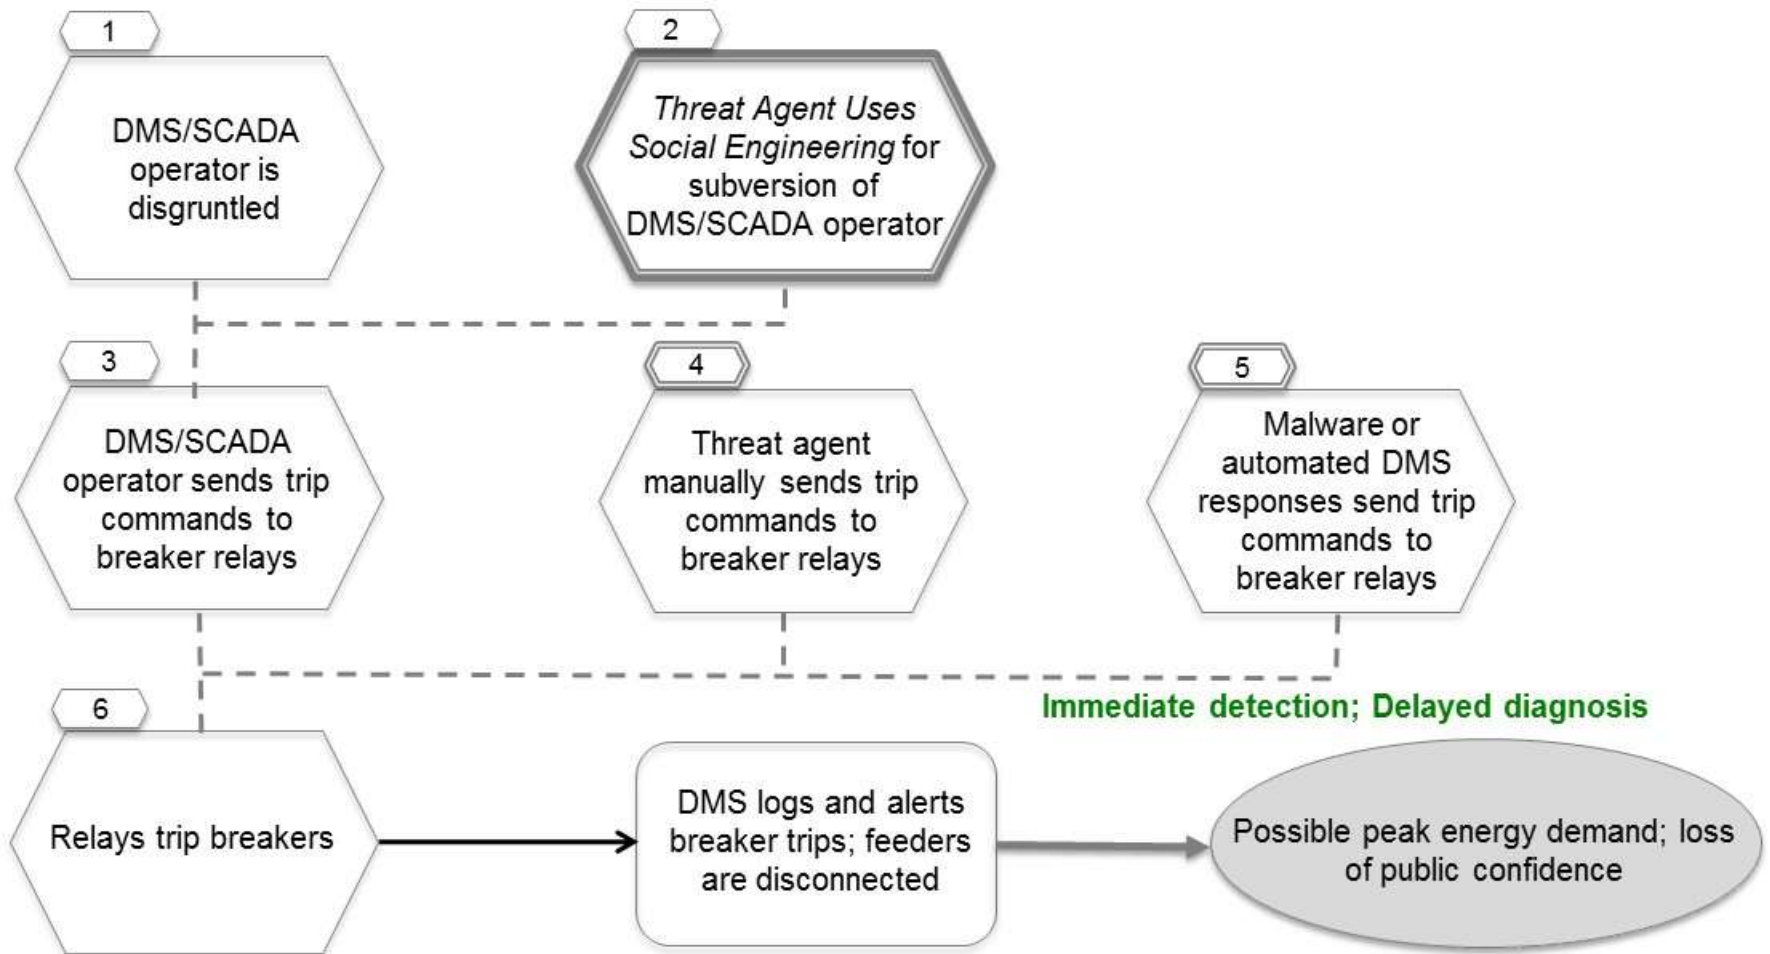 1
DMS/SCADA
operator is
disgruntled
2
Threat Agent Uses
Social Engineering for
subversion of
DMS/SCADA operator
3
DMS/SCADA
operator sends trip
commands to
breaker relays
4
Threat agent
manually sends trip
commands to
breaker relays
5
Malware or
automated DMS
responses send trip
commands to
breaker relays
6
Relays trip breakers
DMS logs and alerts
breaker trips; feeders
are disconnected
Immediate detection; Delayed diagnosis
Possible peak energy demand; loss
of public confidence